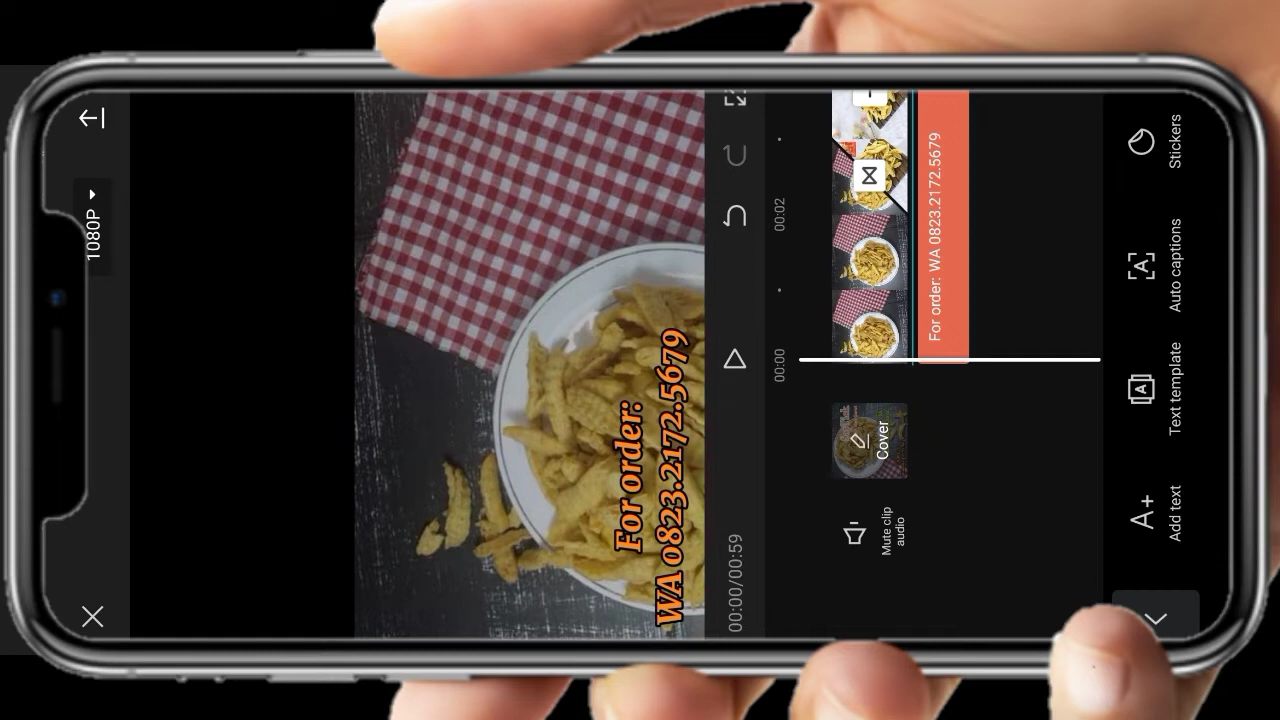 1080P
For order:
WA 0823.2172.5679
00:00/00:59
00:00
00:02
Mute clip
audio
Cover
For order: WA 0823.2172.5679
Add text
Text template
Auto captions
Stickers